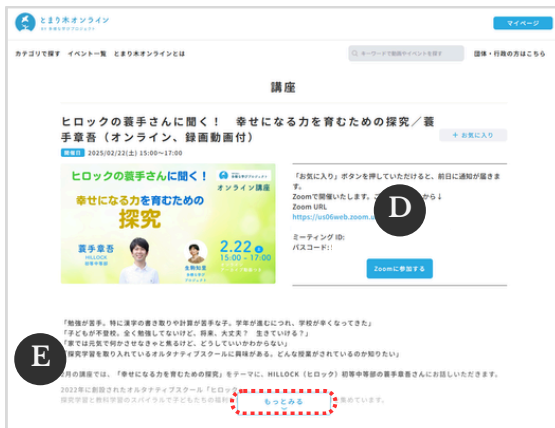 とまり木オンライン
マイページ
カテゴリで探す イベント一覧 とまり木オンラインとは
キーワードで動画やイベントを探す
団体・行政の方はこちら
講座
ヒロックの蓑手さんに聞く！ 幸せになる力を育むための探究／蓑
手章吾（オンライン、録画動画付）
+ お気に入り
開催日 2025/02/22(土) 15:00~17:00
ヒロックの蓑手さんに聞く！
オンライン講座
幸せになる力を育むための
探究
蓑手章吾
HILLOCK
初等中等部
生駒知里
2.22 土
15:00 - 17:00
「お気に入り」ボタンを押していただけると、前日に通知が届きま
す。
Zoomで開催いたします。こ
から↓
Zoom URL
https://us06web.zoom.u
D
ミーティング ID:
パスコード:
Zoomに参加する
「勉強が苦手。特に漢字の書き取りや計算が苦手な子。学年が進むにつれ、学校が辛くなってきた」
「子どもが不登校。全く勉強してないけど、将来、大丈夫？ 生きていける？」
「家では元気で何かさせなきゃと焦るけど、どうしていいかわからない」
「探究学習を取り入れているオルタナティブスクールに興味がある。どんな授業がされているのか知りたい」
E
月の講座では、「幸せになる力を育むための探究」をテーマに、HILLOCK（ヒロック）初等中等部の蓑手章吾さんにお話しいただきます。
2022年に創設されたオルタナティブスクール「ヒロック
探究学習と教科学習のスパイラルで子どもたちの
もっとみる
めています。